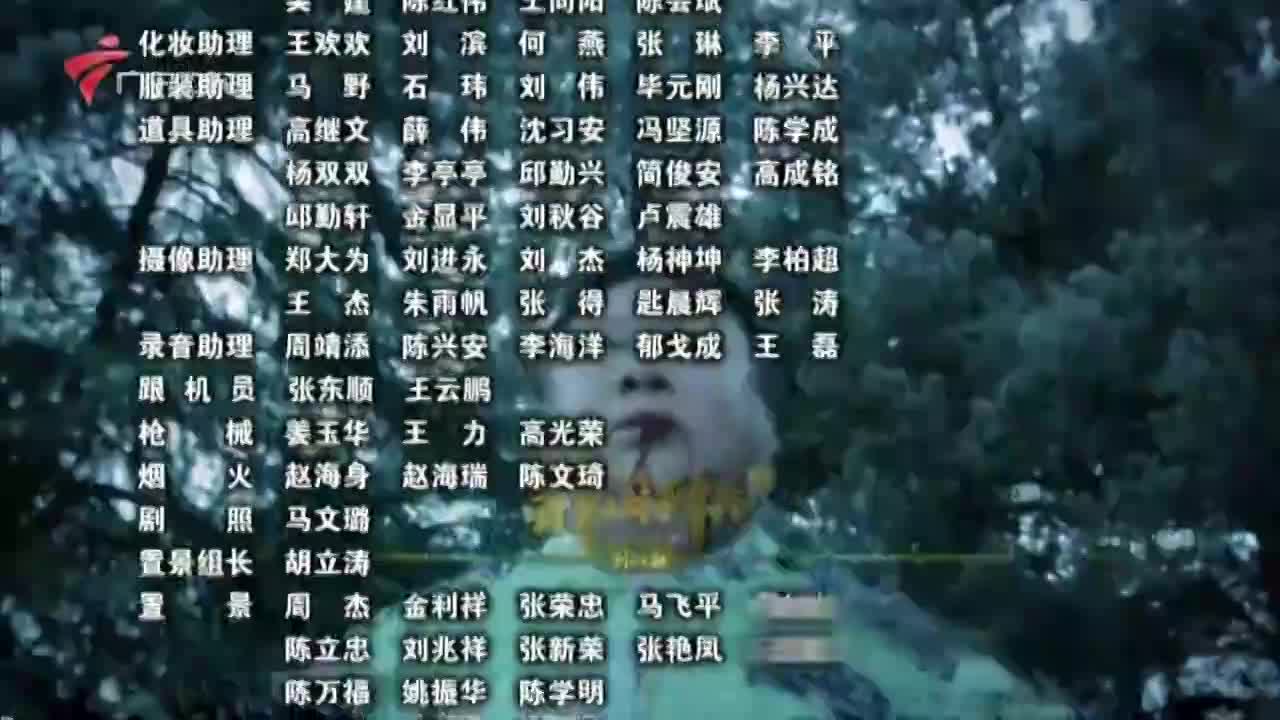 陈红伟 王向阳 陈芸珉
化妆助理 王欢欢 刘 滨 何 燕 张 琳 李 平
服装助理 马 野 石 玮 刘 伟 毕元刚 杨兴达
道具助理 高继文 薛 伟 沈习安 冯坚源 陈学成
杨双双 李亭亭 邱勤兴 简俊安 高成铭
邱勤轩 金显平 刘秋谷 卢震雄
摄像助理 郑大为 刘进永 刘 杰 杨神坤 李柏超
王 杰 朱雨帆 张 得 匙晨辉 张 涛
录音助理 周靖添 陈兴安 李海洋 郁戈成 王 磊
跟机员 张东顺 王云鹏
枪 械 姜玉华 王 力 高光荣
烟 火 赵海身 赵海瑞 陈文琦
剧 照 马文璐
置景组长 胡立涛
置 景 周 杰 金利祥 张荣忠 马飞平
陈立忠 刘兆祥 张新荣 张艳凤
陈万福 姚振华 陈学明